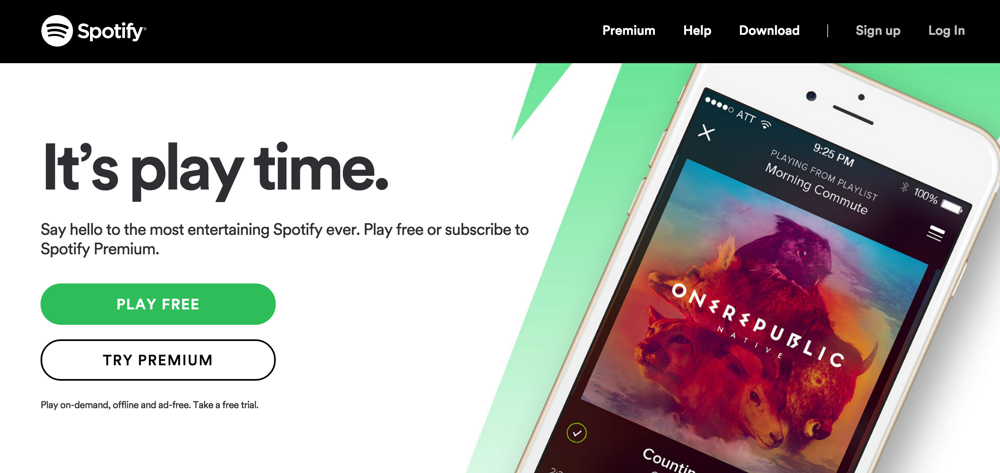 Spotify®
Premium
Help
Download
Sign up
Log In
It’s play time.
Say hello to the most entertaining Spotify ever. Play free or subscribe to
Spotify Premium.
PLAY FREE
TRY PREMIUM
Play on-demand, offline and ad-free. Take a free trial.
ATT
9:25 PM
100%
PLAYING FROM PLAYLIST
Morning Commute
ONEREPUBLIC
NATIVE